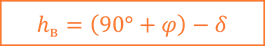 h_в = (90° + φ) − δ